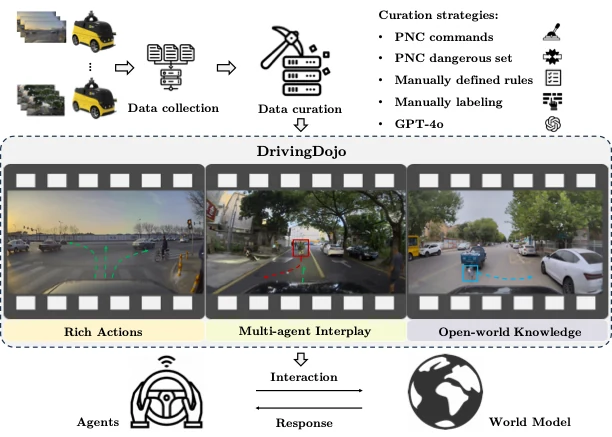 Curation strategies:
• PNC commands
• PNC dangerous set
• Manually defined rules
• Manually labeling
• GPT-4o
Data collection
Data curation
DrivingDojo
Rich Actions
Multi-agent Interplay
Open-world Knowledge
Agents
Interaction
Response
World Model